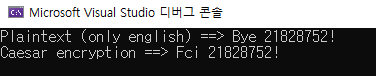 Microsoft Visual Studio 디버그 콘솔
Plaintext (only english) ==> Bye 21828752!
Caesar encryption ==> Fci 21828752!